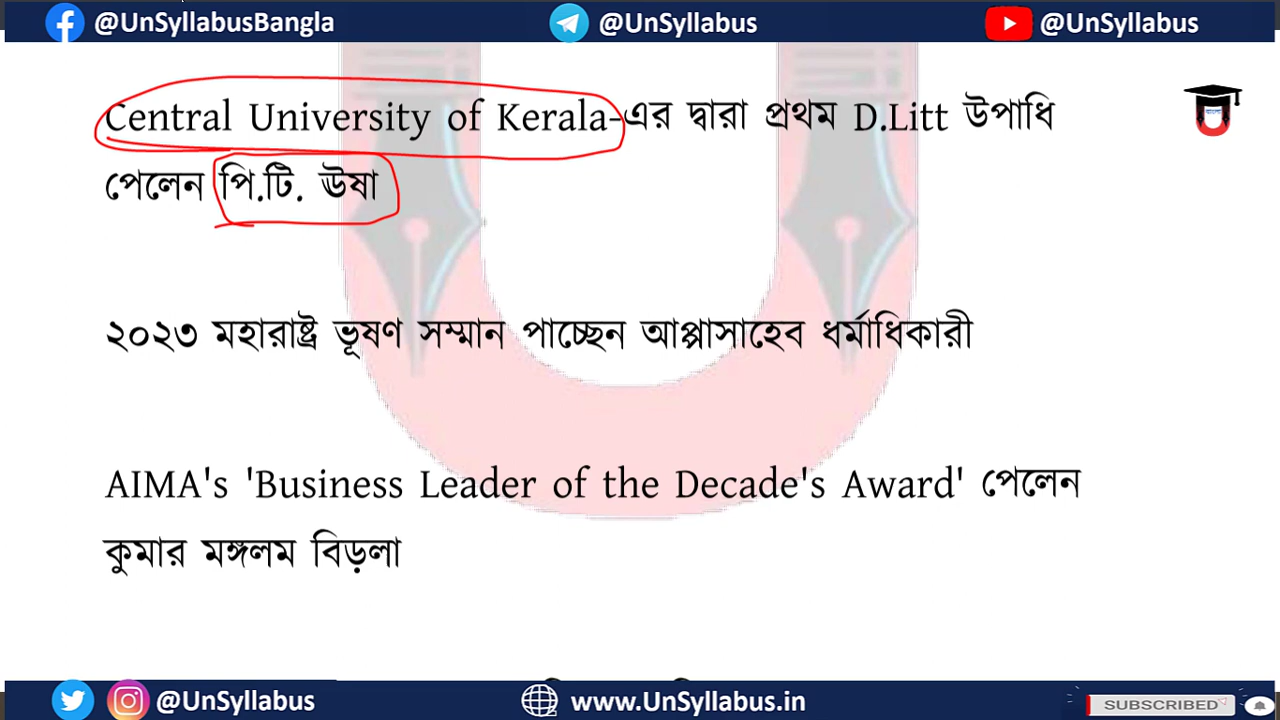 @UnSyllabusBangla @UnSyllabus @UnSyllabus
Central University of Kerala-এর দ্বারা প্রথম D.Litt উপাধি
পেলেন পি.টি. ঊষা
২০২৩ মহারাষ্ট্র ভূষণ সম্মান পাচ্ছেন আপ্পাসাহেব ধর্মাধিকারী
AIMA's 'Business Leader of the Decade's Award' পেলেন
কুমার মঙ্গলম বিড়লা
@UnSyllabus www.UnSyllabus.in SUBSCRIBED